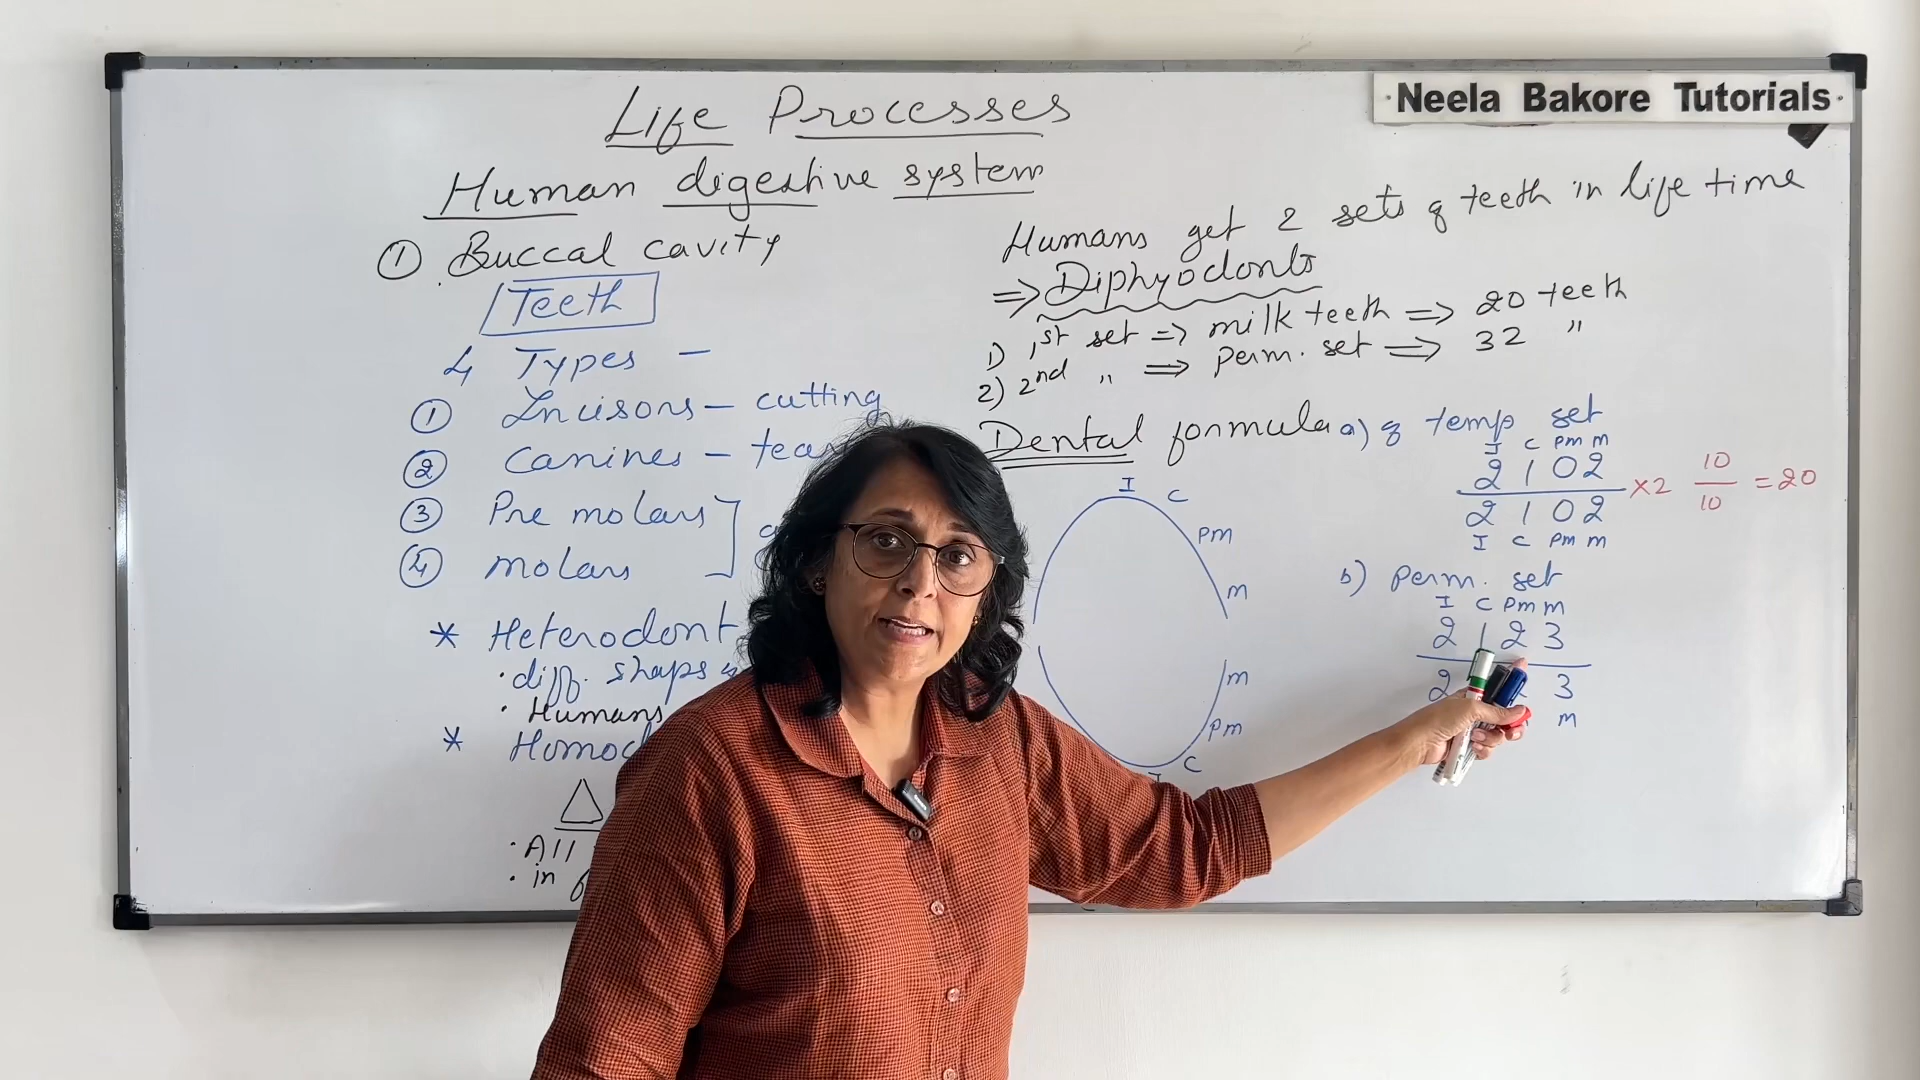 ·Neela Bakore Tutorials·
Life Processes
Human digestive system
① Buccal cavity
Teeth
4 Types –
① Incisors – cutting
② Canines –
③ Pre molars
④ molars
* Heterodont
· diff. shaps
· Humans
*
· All
· in
Humans get 2 sets of teeth in life time
⇒ Diphyodonts
1) 1st set ⇒ milk teeth ⇒ 20 teeth
2) 2nd " ⇒ perm. set ⇒ 32 "
Dental formula a) of temp set
I C Pm m
2 1 0 2
2 1 0 2
I C Pm m
×2 10/10 = 20
I C
Pm
m
m
Pm
I C
b) perm. set
I C Pm m
2 1 2 3
2 2 3
m